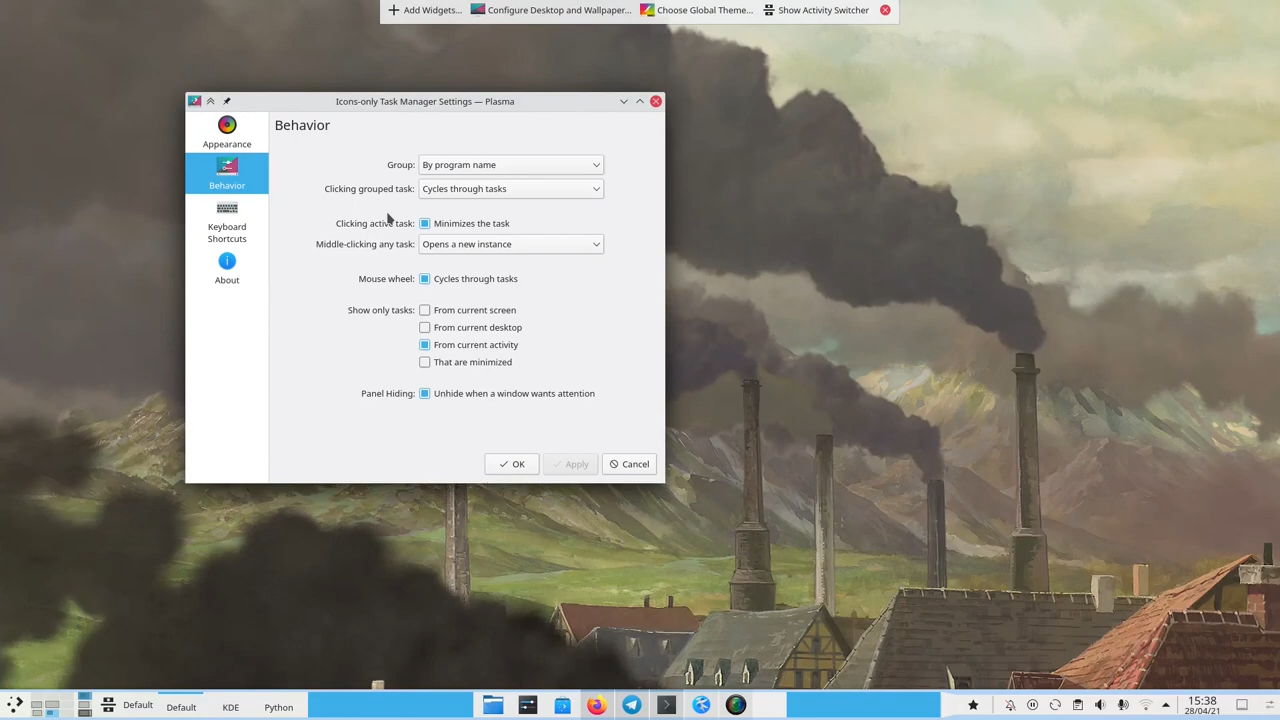 Add Widgets... Configure Desktop and Wallpaper... Choose Global Theme... Show Activity Switcher
Icons-only Task Manager Settings — Plasma
Appearance
Behavior
Keyboard
Shortcuts
About
Behavior
Group: By program name
Clicking grouped task: Cycles through tasks
Clicking active task: Minimizes the task
Middle-clicking any task: Opens a new instance
Mouse wheel: Cycles through tasks
Show only tasks: From current screen
From current desktop
From current activity
That are minimized
Panel Hiding: Unhide when a window wants attention
OK Apply Cancel
Default Default KDE Python
15:38
28/04/21